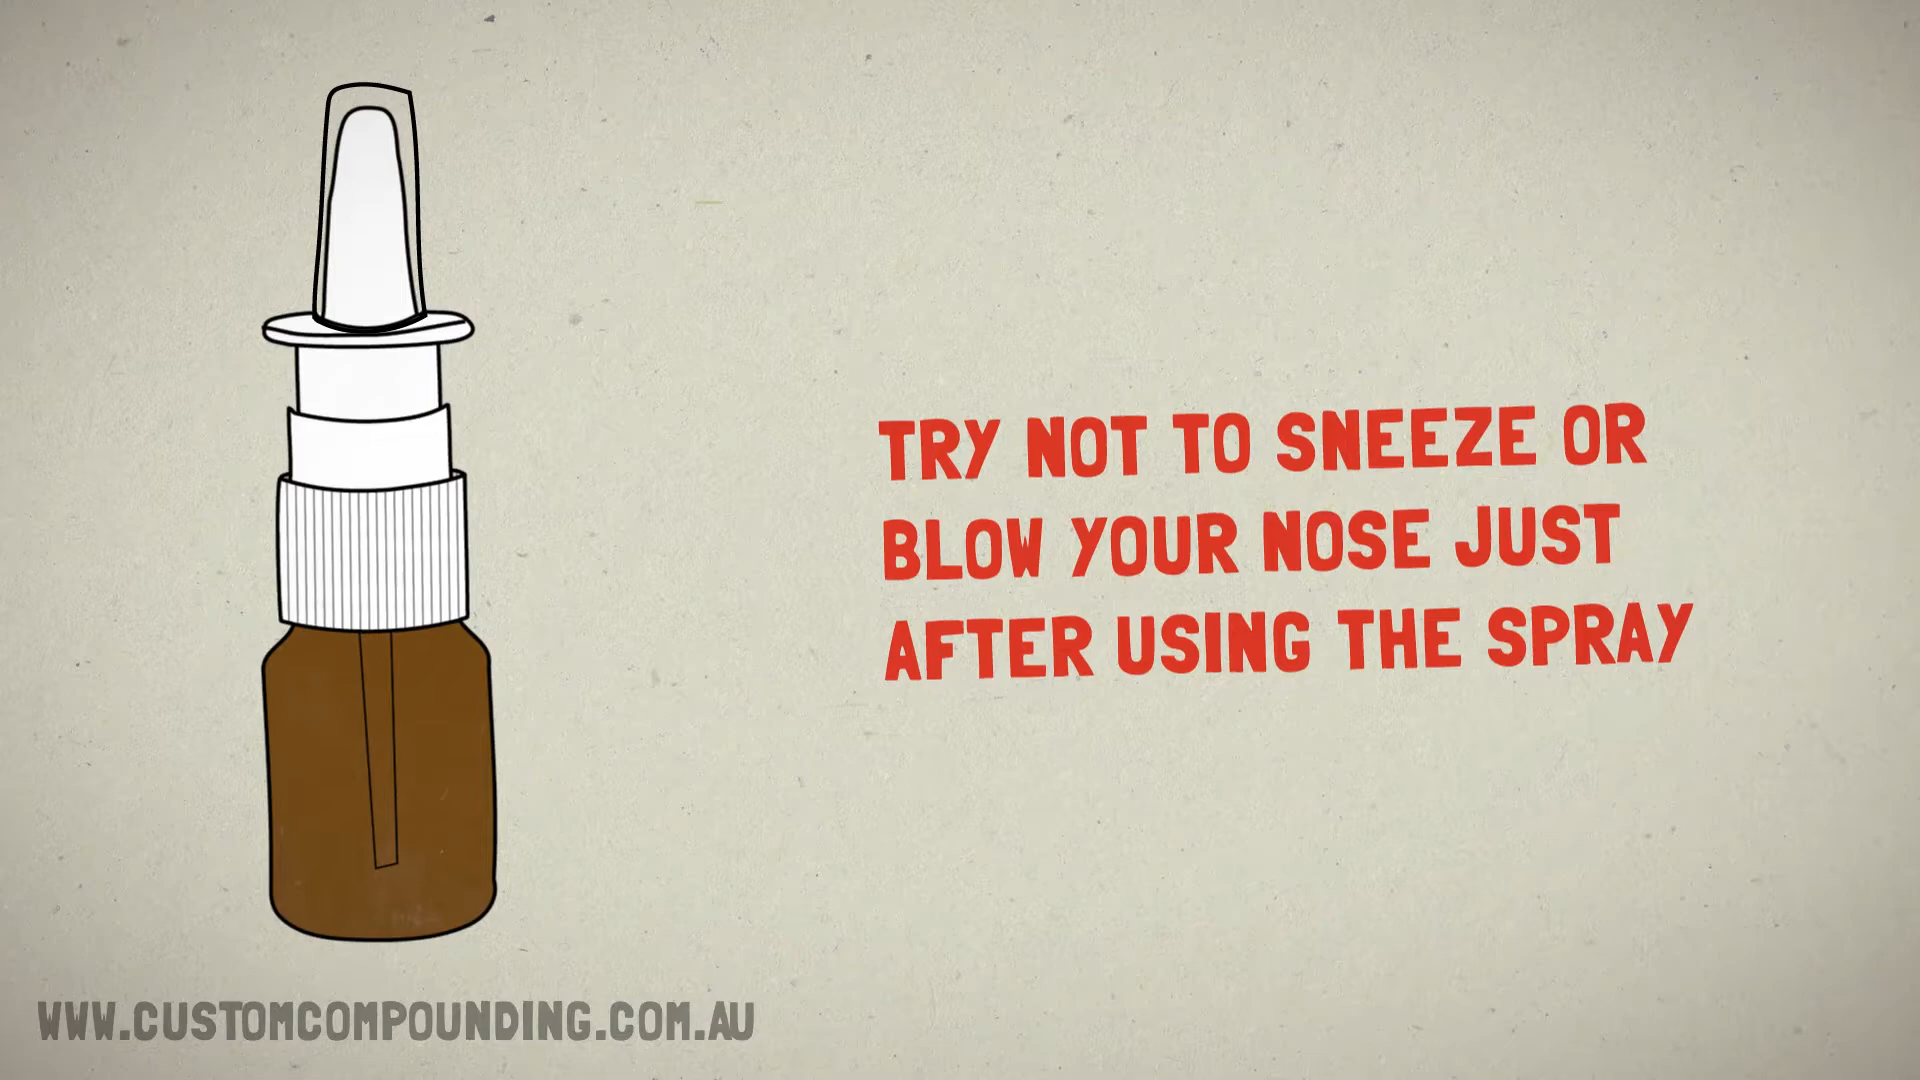 TRY NOT TO SNEEZE OR
BLOW YOUR NOSE JUST
AFTER USING THE SPRAY
WWW.CUSTOMCOMPOUNDING.COM.AU